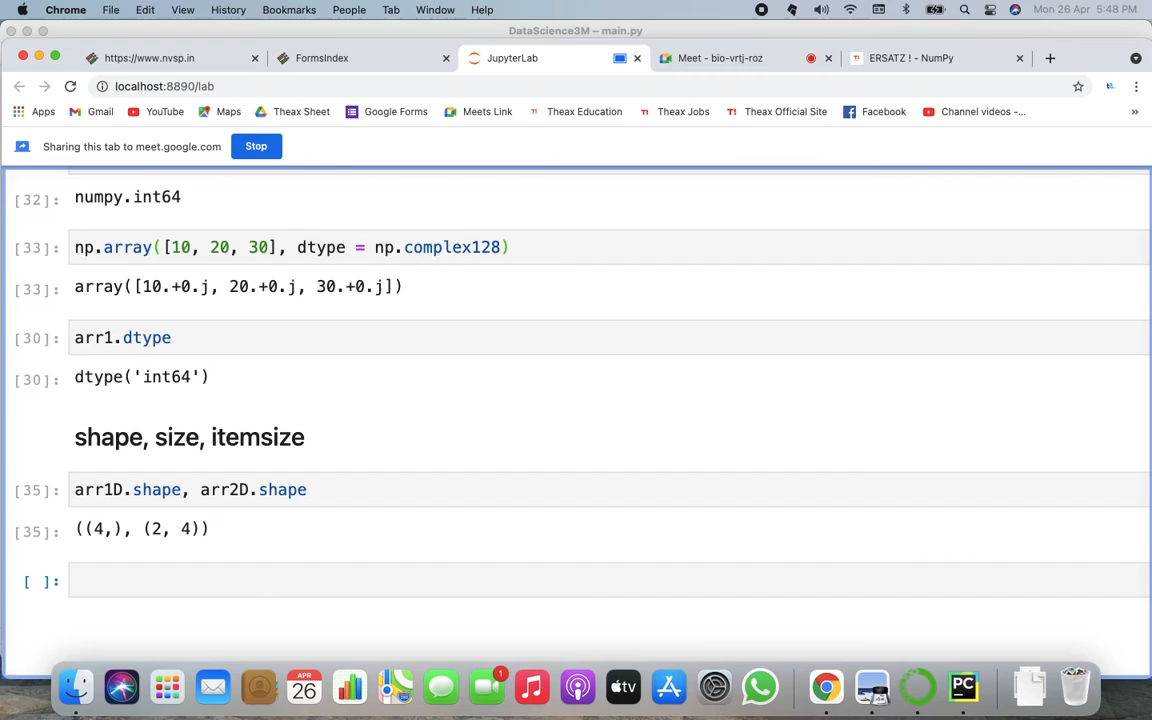 Chrome File Edit View History Bookmarks People Tab Window Help Mon 26 Apr 5:48 PM
DataScience3M – main.py
https://www.nvsp.in FormsIndex JupyterLab Meet - bio-vrtj-roz ERSATZ ! - NumPy
localhost:8890/lab
Apps Gmail YouTube Maps Theax Sheet Google Forms Meets Link Theax Education Theax Jobs Theax Official Site Facebook Channel videos -... »
Sharing this tab to meet.google.com Stop
[32]: numpy.int64
[33]: np.array([10, 20, 30], dtype = np.complex128)
[33]: array([10.+0.j, 20.+0.j, 30.+0.j])
[30]: arr1.dtype
[30]: dtype('int64')
shape, size, itemsize
[35]: arr1D.shape, arr2D.shape
[35]: ((4,), (2, 4))
[ ]:
APR 26 1 tv PC